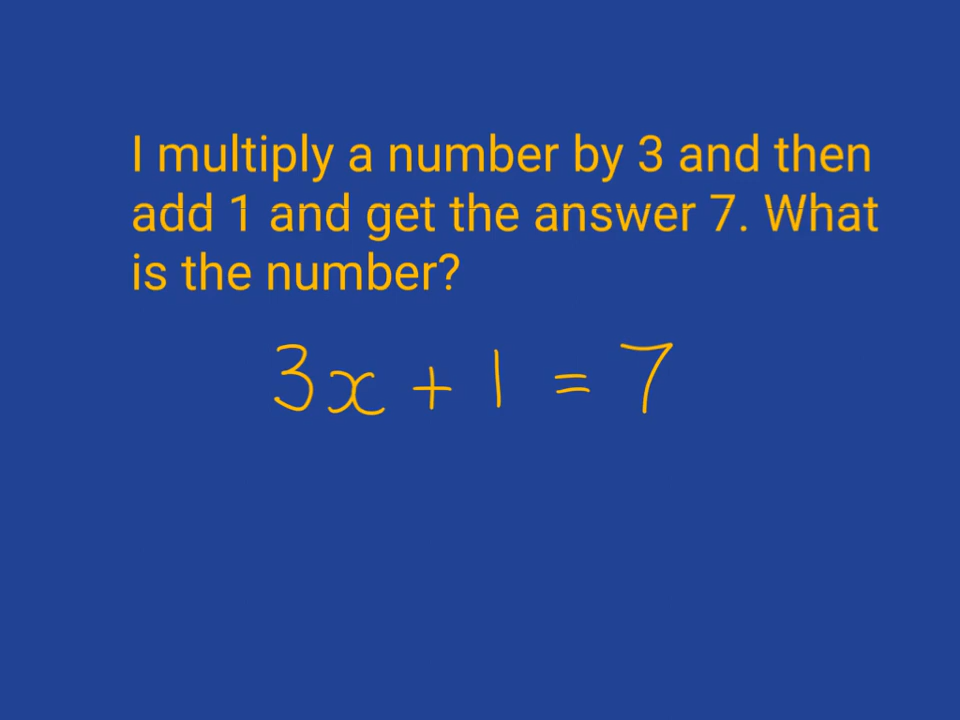 I multiply a number by 3 and then
add 1 and get the answer 7. What
is the number?
3x + 1 = 7